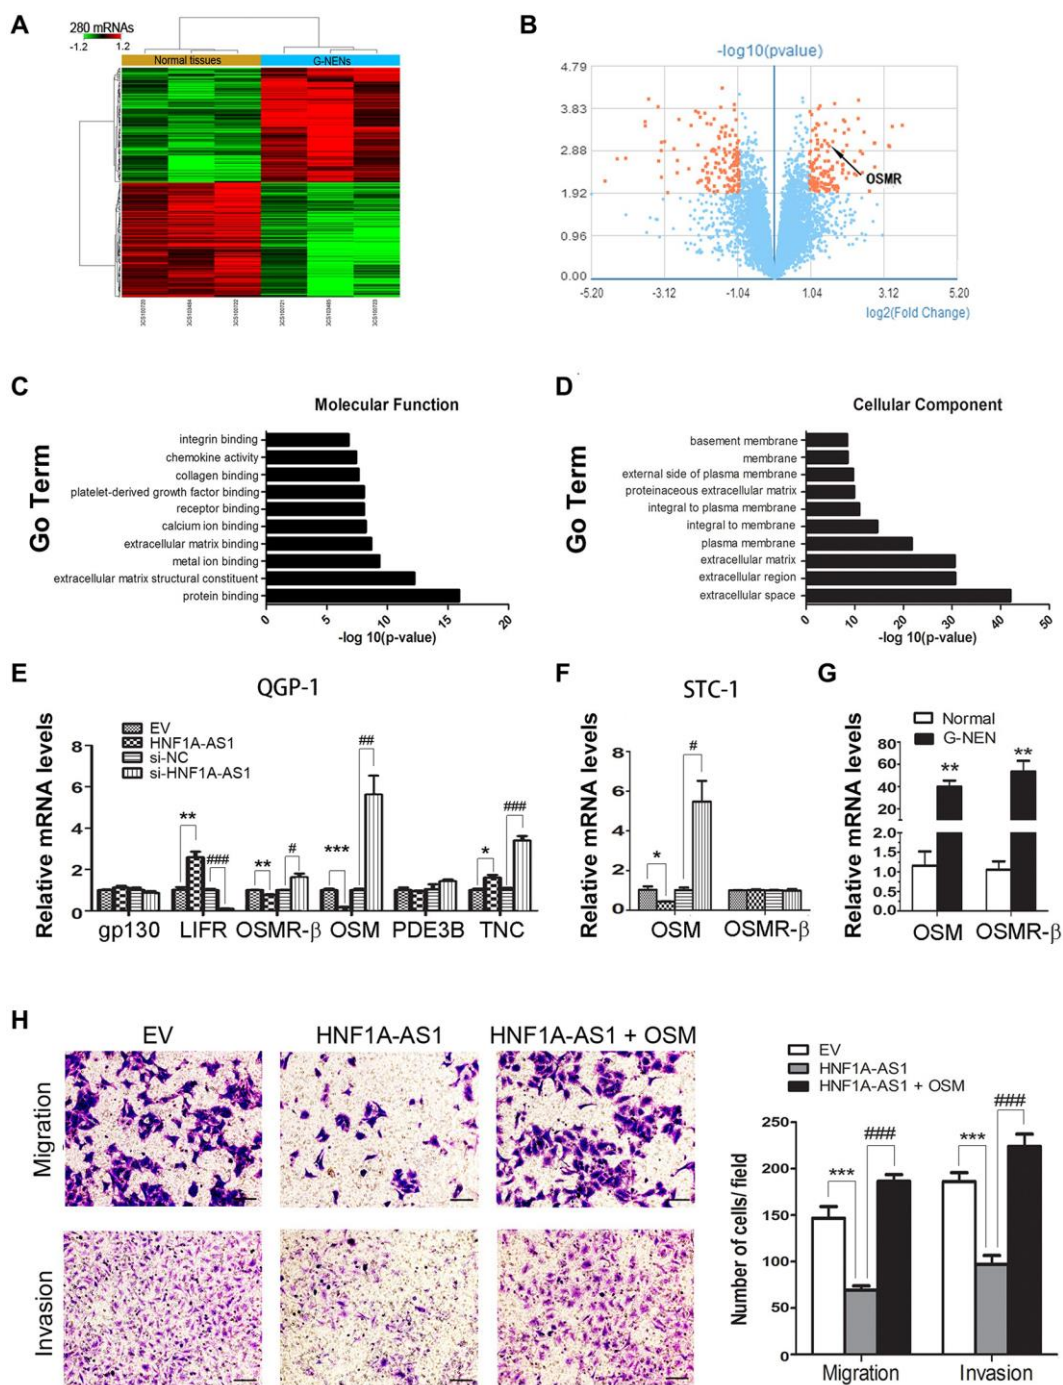 A
280 mRNAs
-1.2 1.2
Normal tissues G-NENs
B
-log10(pvalue)
4.79
3.83
2.88
1.92
0.96
0.00
OSMR
-5.20 -3.12 -1.04 1.04 3.12 5.20
log2(Fold Change)
C
Molecular Function
Go Term
integrin binding
chemokine activity
collagen binding
platelet-derived growth factor binding
receptor binding
calcium ion binding
extracellular matrix binding
metal ion binding
extracellular matrix structural constituent
protein binding
0 5 10 15 20
-log 10(p-value)
D
Cellular Component
Go Term
basement membrane
membrane
external side of plasma membrane
proteinaceous extracellular matrix
integral to plasma membrane
integral to membrane
plasma membrane
extracellular matrix
extracellular region
extracellular space
0 10 20 30 40 50
-log 10(p-value)
E
QGP-1
Relative mRNA levels
8
6
4
2
0
EV
HNF1A-AS1
si-NC
si-HNF1A-AS1
** ### ** # *** ## * ###
gp130 LIFR OSMR-β OSM PDE3B TNC
F
STC-1
Relative mRNA levels
8
6
4
2
0
* #
OSM OSMR-β
G
Normal
G-NEN
Relative mRNA levels
80
60
40
20
2.0
1.5
1.0
0.5
0.0
** **
OSM OSMR-β
H
EV HNF1A-AS1 HNF1A-AS1 + OSM
Migration
Invasion
EV
HNF1A-AS1
HNF1A-AS1 + OSM
Number of cells/ field
250
200
150
100
50
0
*** ### *** ###
Migration Invasion